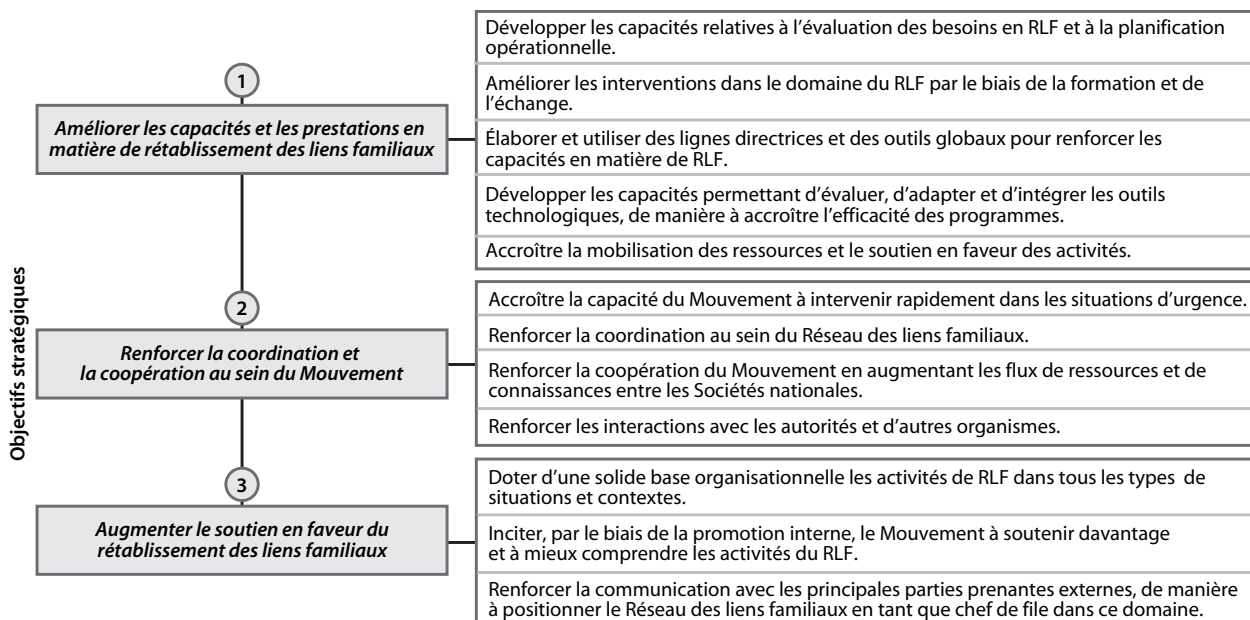 Objectifs stratégiques
1
Améliorer les capacités et les prestations en
matière de rétablissement des liens familiaux
Développer les capacités relatives à l’évaluation des besoins en RLF et à la planification
opérationnelle.
Améliorer les interventions dans le domaine du RLF par le biais de la formation et de
l’échange.
Élaborer et utiliser des lignes directrices et des outils globaux pour renforcer les
capacités en matière de RLF.
Développer les capacités permettant d’évaluer, d’adapter et d’intégrer les outils
technologiques, de manière à accroître l’efficacité des programmes.
Accroître la mobilisation des ressources et le soutien en faveur des activités.
2
Renforcer la coordination et
la coopération au sein du Mouvement
Accroître la capacité du Mouvement à intervenir rapidement dans les situations d’urgence.
Renforcer la coordination au sein du Réseau des liens familiaux.
Renforcer la coopération du Mouvement en augmentant les flux de ressources et de
connaissances entre les Sociétés nationales.
Renforcer les interactions avec les autorités et d’autres organismes.
3
Augmenter le soutien en faveur du
rétablissement des liens familiaux
Doter d’une solide base organisationnelle les activités de RLF dans tous les types de
situations et contextes.
Inciter, par le biais de la promotion interne, le Mouvement à soutenir davantage
et à mieux comprendre les activités du RLF.
Renforcer la communication avec les principales parties prenantes externes, de manière
à positionner le Réseau des liens familiaux en tant que chef de file dans ce domaine.